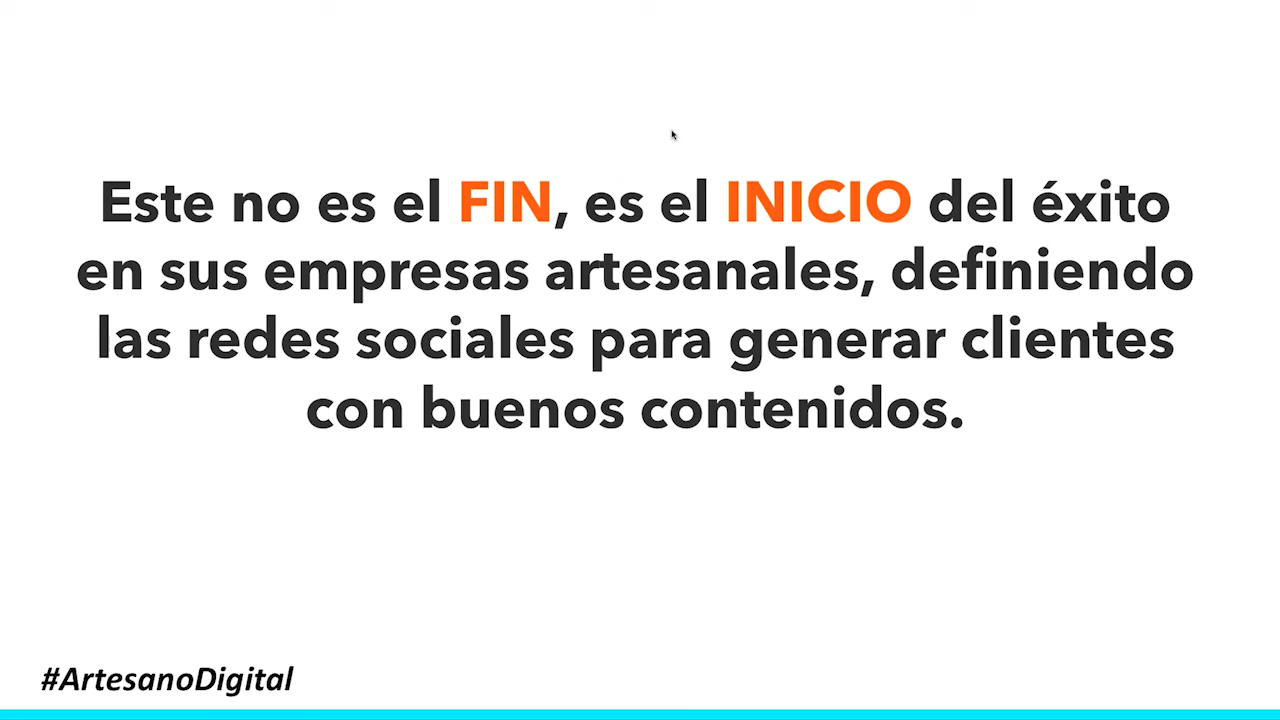 Este no es el FIN, es el INICIO del éxito
en sus empresas artesanales, definiendo
las redes sociales para generar clientes
con buenos contenidos.
#ArtesanoDigital